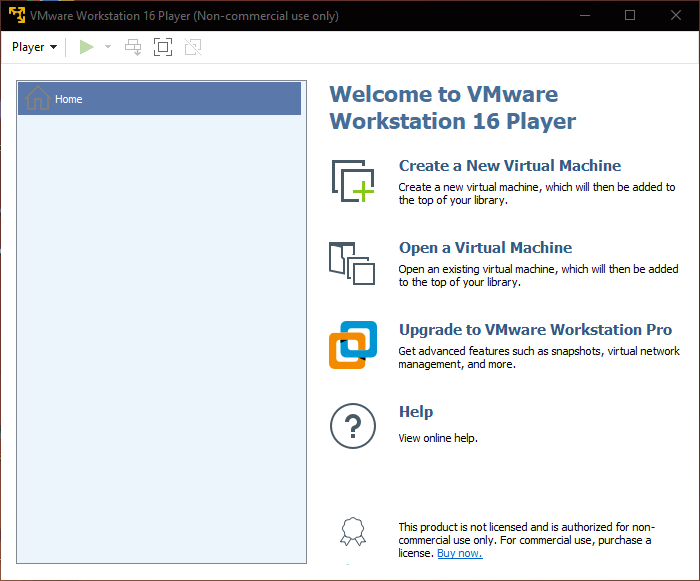 VMware Workstation 16 Player (Non-commercial use only)
Player
Home
Welcome to VMware
Workstation 16 Player
Create a New Virtual Machine
Create a new virtual machine, which will then be added to
the top of your library.
Open a Virtual Machine
Open an existing virtual machine, which will then be added
to the top of your library.
Upgrade to VMware Workstation Pro
Get advanced features such as snapshots, virtual network
management, and more.
Help
View online help.
This product is not licensed and is authorized for non-
commercial use only. For commercial use, purchase a
license. Buy now.